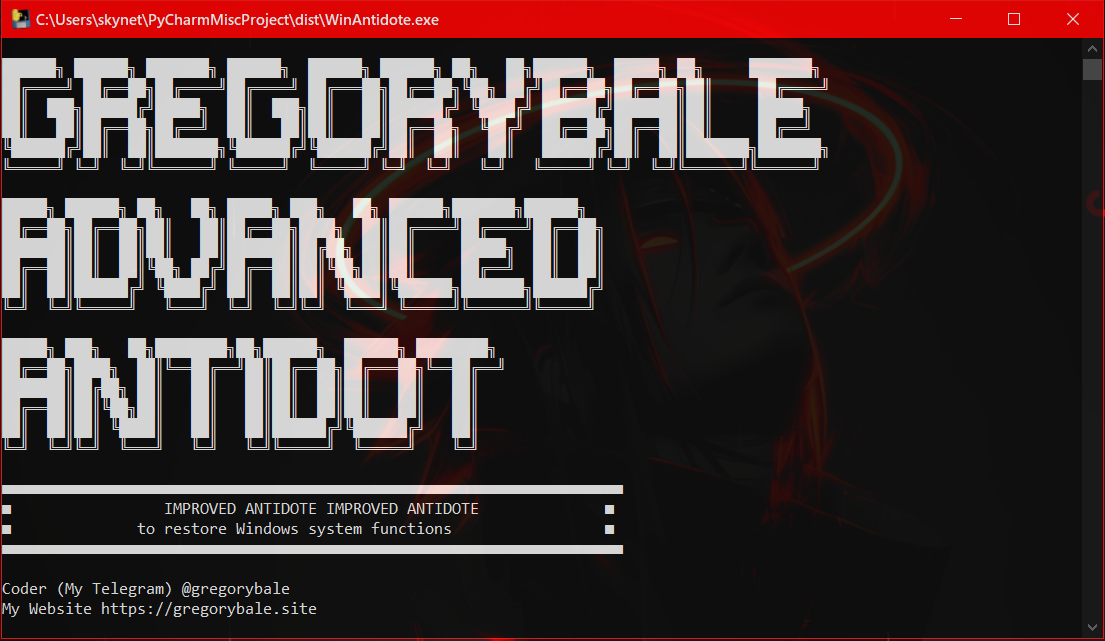 C:\Users\skynet\PyCharmMiscProject\dist\WinAntidote.exe
GREGORYBALE
ADVANCED
ANTIDOT
IMPROVED ANTIDOTE IMPROVED ANTIDOTE
to restore Windows system functions
Coder (My Telegram) @gregorybale
My Website https://gregorybale.site